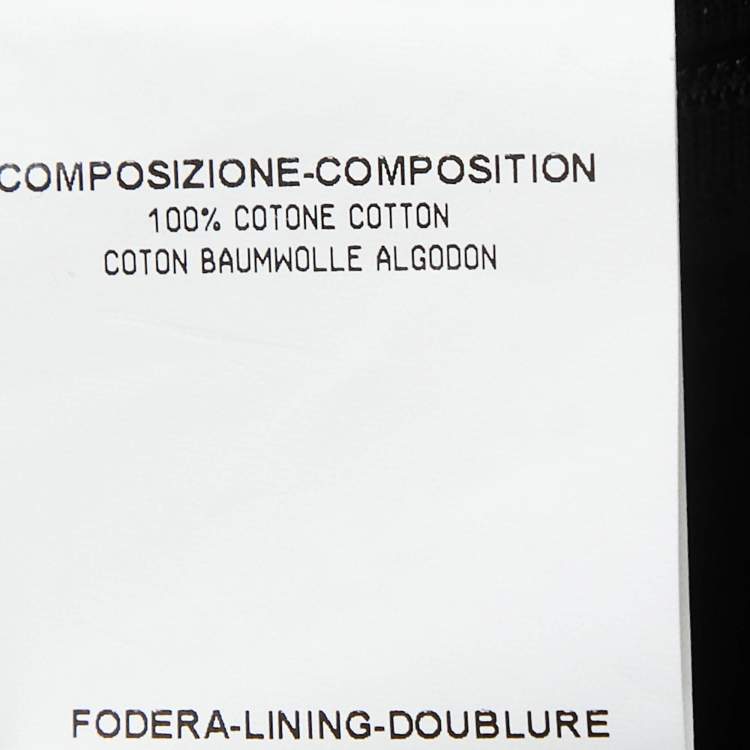 COMPOSIZIONE-COMPOSITION
100% COTONE COTTON
COTON BAUMWOLLE ALGODON
FODERA-LINING-DOUBLURE